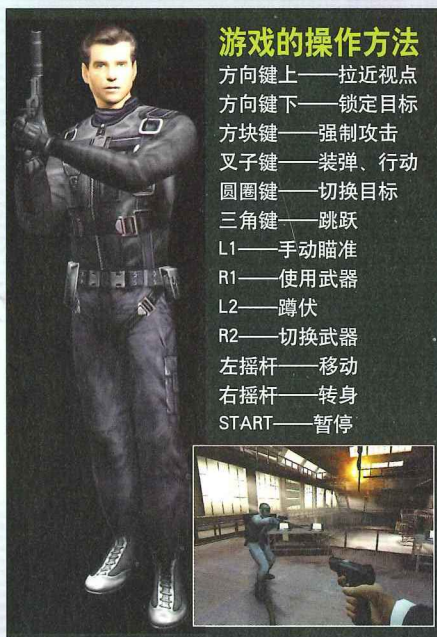 游戏的操作方法
方向键上——拉近视点
方向键下——锁定目标
方块键——强制攻击
叉子键——装弹、行动
圆圈键——切换目标
三角键——跳跃
L1——手动瞄准
R1——使用武器
L2——蹲伏
R2——切换武器
左摇杆——移动
右摇杆——转身
START——暂停